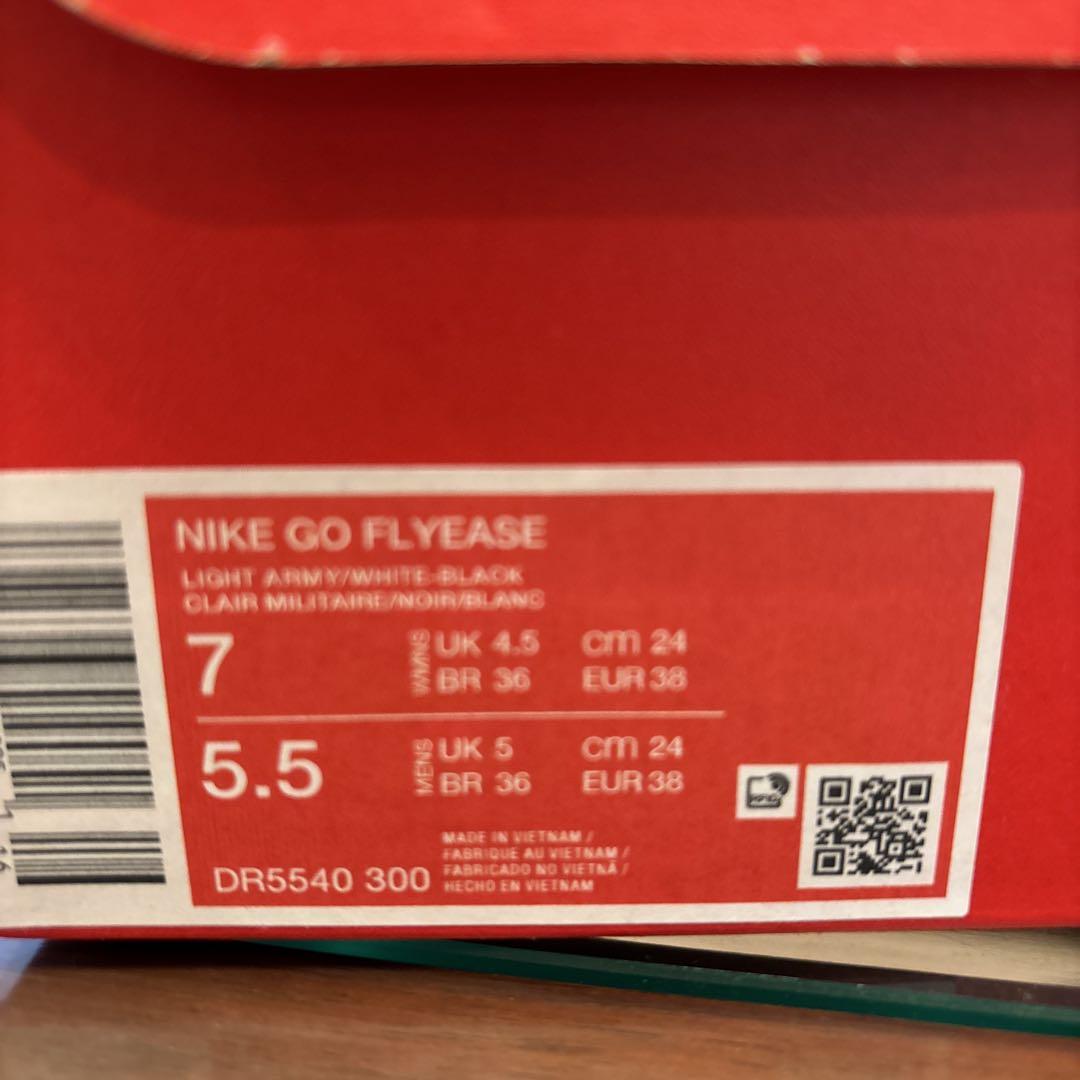 NIKE GO FLYEASE
LIGHT ARMY/WHITE-BLACK
CLAIR MILITAIRE/NOIR/BLANC
7 WMNS UK 4.5 cm 24
BR 36 EUR 38
5.5 MENS UK 5 cm 24
BR 36 EUR 38
MADE IN VIETNAM /
FABRIQUE AU VIETNAM /
FABRICADO NO VIETNÃ /
HECHO EN VIETNAM
DR5540 300